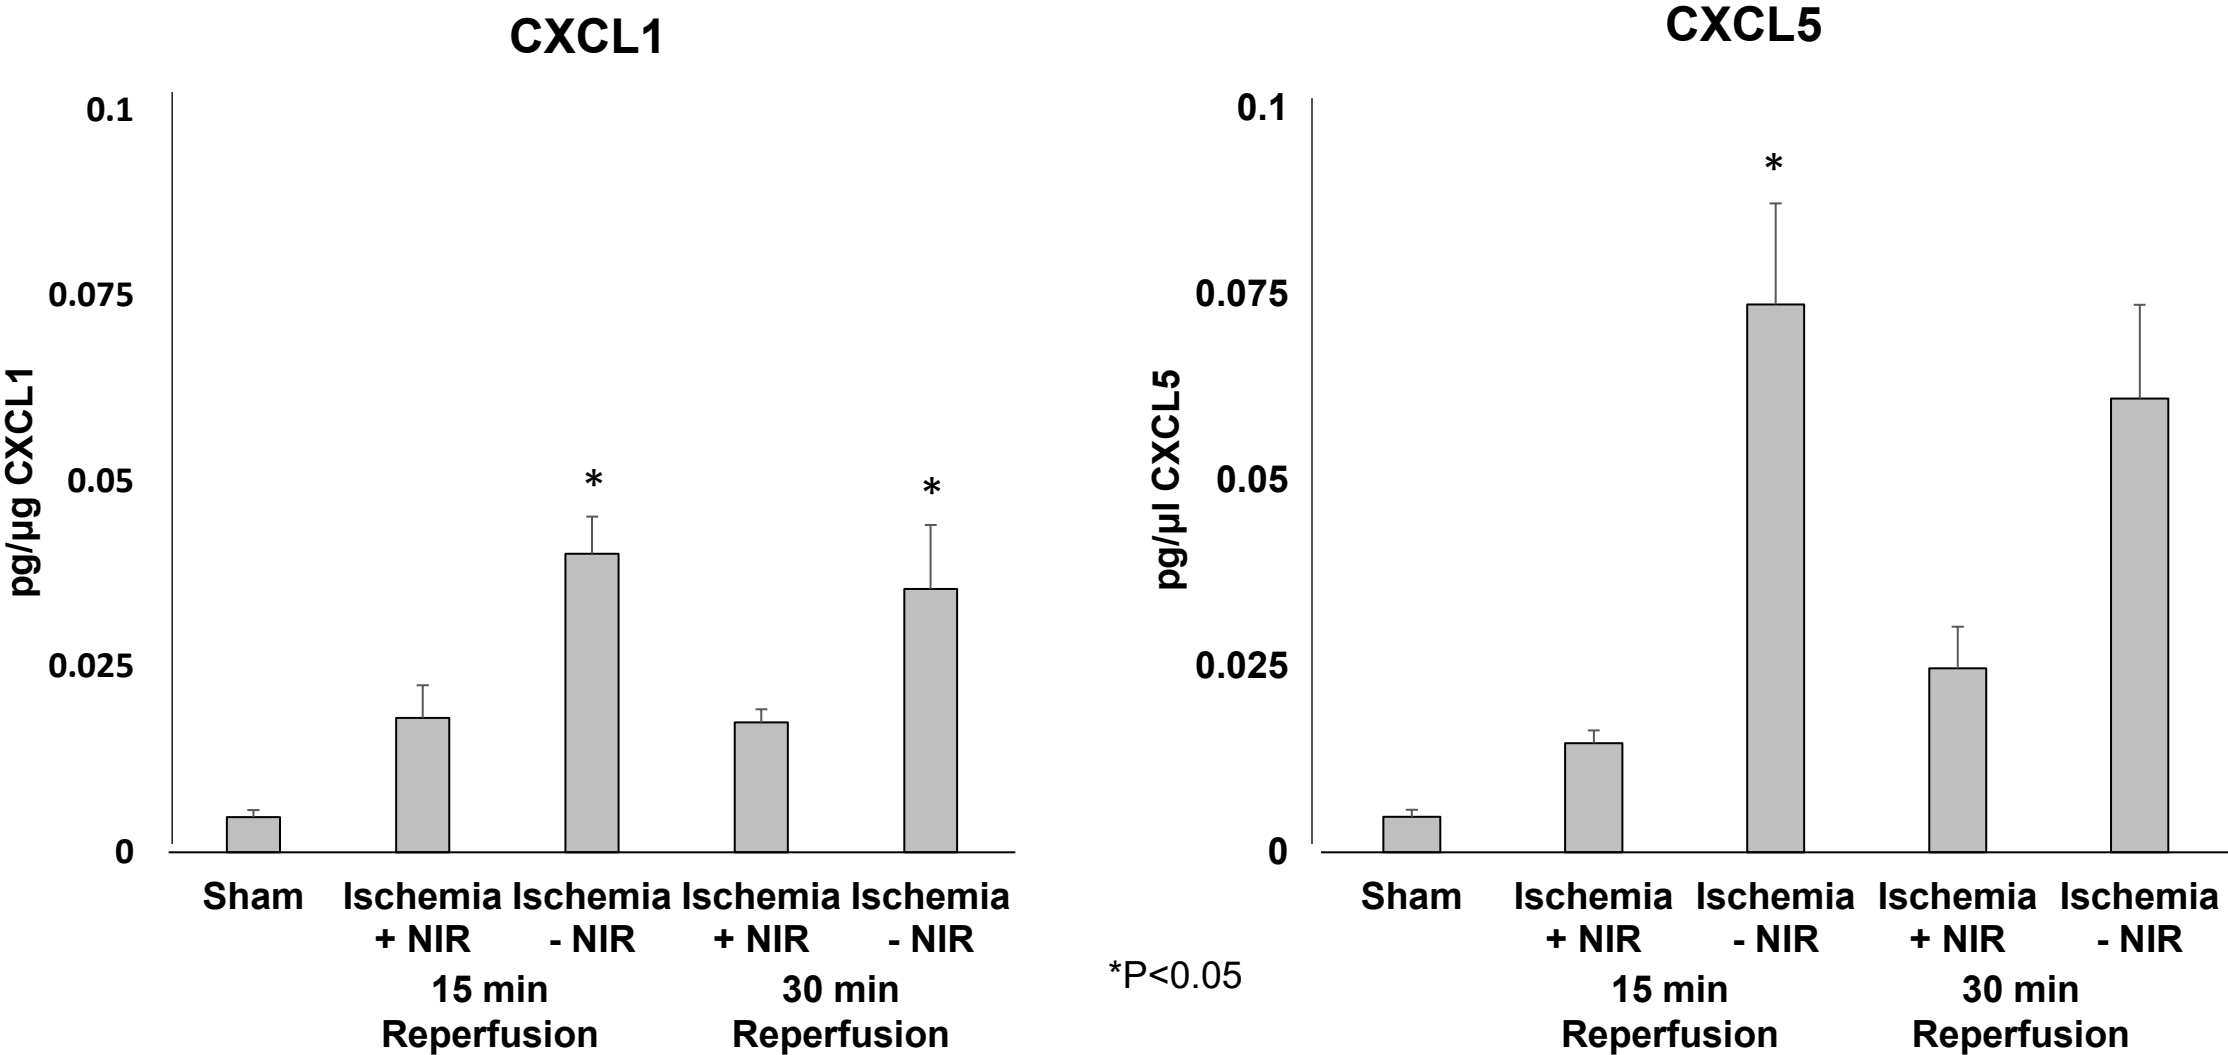 CXCL1
0.1
0.075
0.05
0.025
0
pg/µg CXCL1
*
*
Sham
Ischemia + NIR
Ischemia - NIR
Ischemia + NIR
Ischemia - NIR
15 min
Reperfusion
30 min
Reperfusion
*P<0.05
CXCL5
0.1
0.075
0.05
0.025
0
pg/µl CXCL5
*
Sham
Ischemia + NIR
Ischemia - NIR
Ischemia + NIR
Ischemia - NIR
15 min
Reperfusion
30 min
Reperfusion